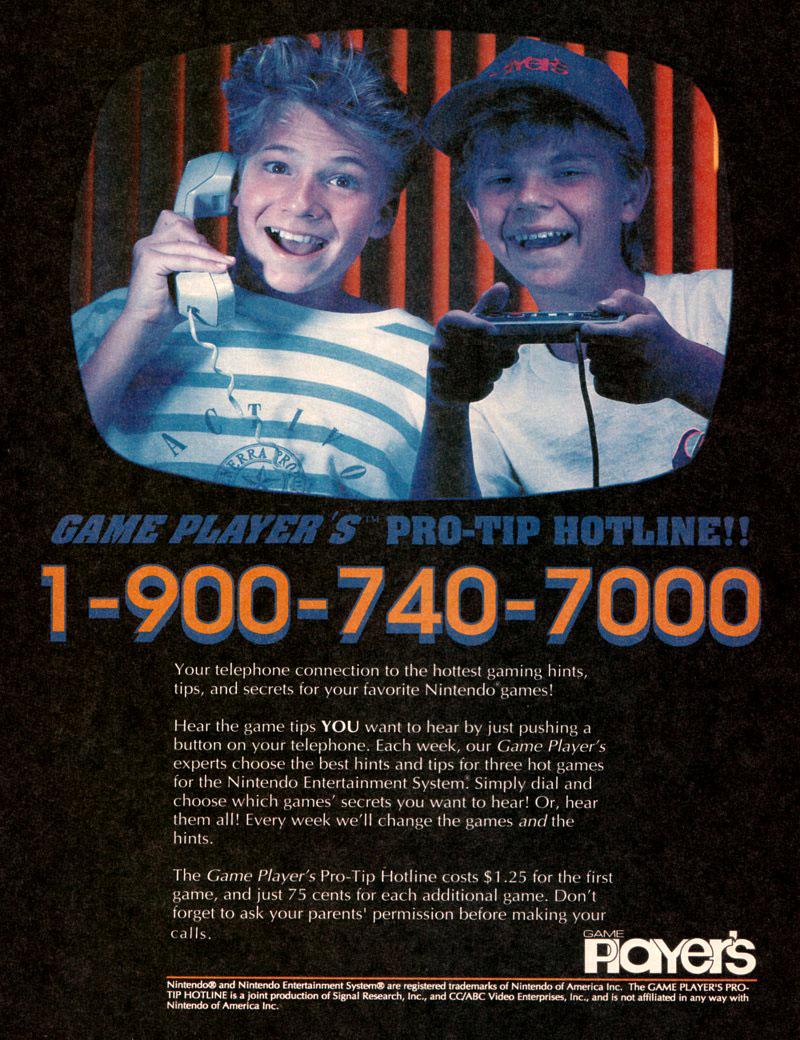 Player's
ACTIVO
ERRA PRO
GAME PLAYER'S™ PRO-TIP HOTLINE!!
1-900-740-7000
Your telephone connection to the hottest gaming hints,
tips, and secrets for your favorite Nintendo® games!
Hear the game tips YOU want to hear by just pushing a
button on your telephone. Each week, our Game Player's
experts choose the best hints and tips for three hot games
for the Nintendo Entertainment System.® Simply dial and
choose which games' secrets you want to hear! Or, hear
them all! Every week we'll change the games and the
hints.
The Game Player's Pro-Tip Hotline costs $1.25 for the first
game, and just 75 cents for each additional game. Don't
forget to ask your parents' permission before making your
calls.
GAME
Player's
Nintendo® and Nintendo Entertainment System® are registered trademarks of Nintendo of America Inc. The GAME PLAYER'S PRO-
TIP HOTLINE is a joint production of Signal Research, Inc., and CC/ABC Video Enterprises, Inc., and is not affiliated in any way with
Nintendo of America Inc.